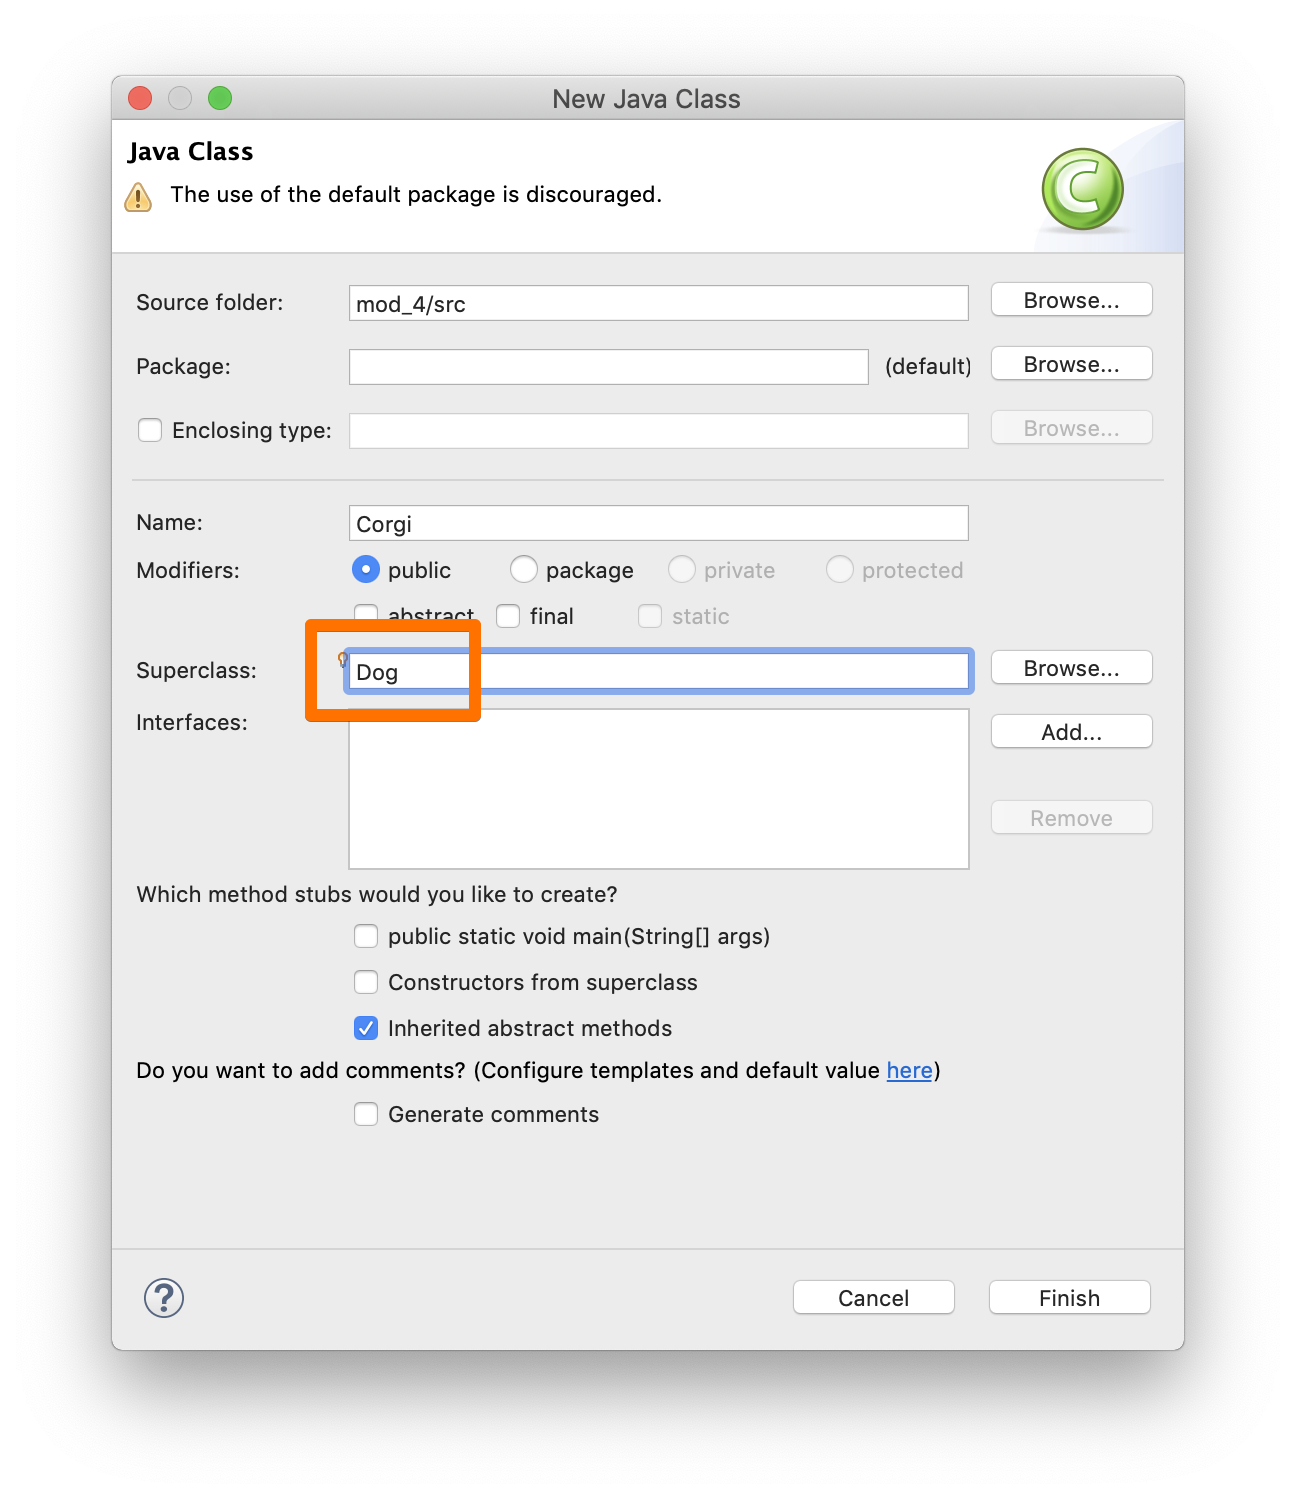 New Java Class
Java Class
The use of the default package is discouraged.
Source folder: mod_4/src Browse...
Package: (default) Browse...
Enclosing type: Browse...
Name: Corgi
Modifiers: public package private protected
abstract final static
Superclass: Dog Browse...
Interfaces: Add...
Remove
Which method stubs would you like to create?
public static void main(String[] args)
Constructors from superclass
Inherited abstract methods
Do you want to add comments? (Configure templates and default value here)
Generate comments
? Cancel Finish